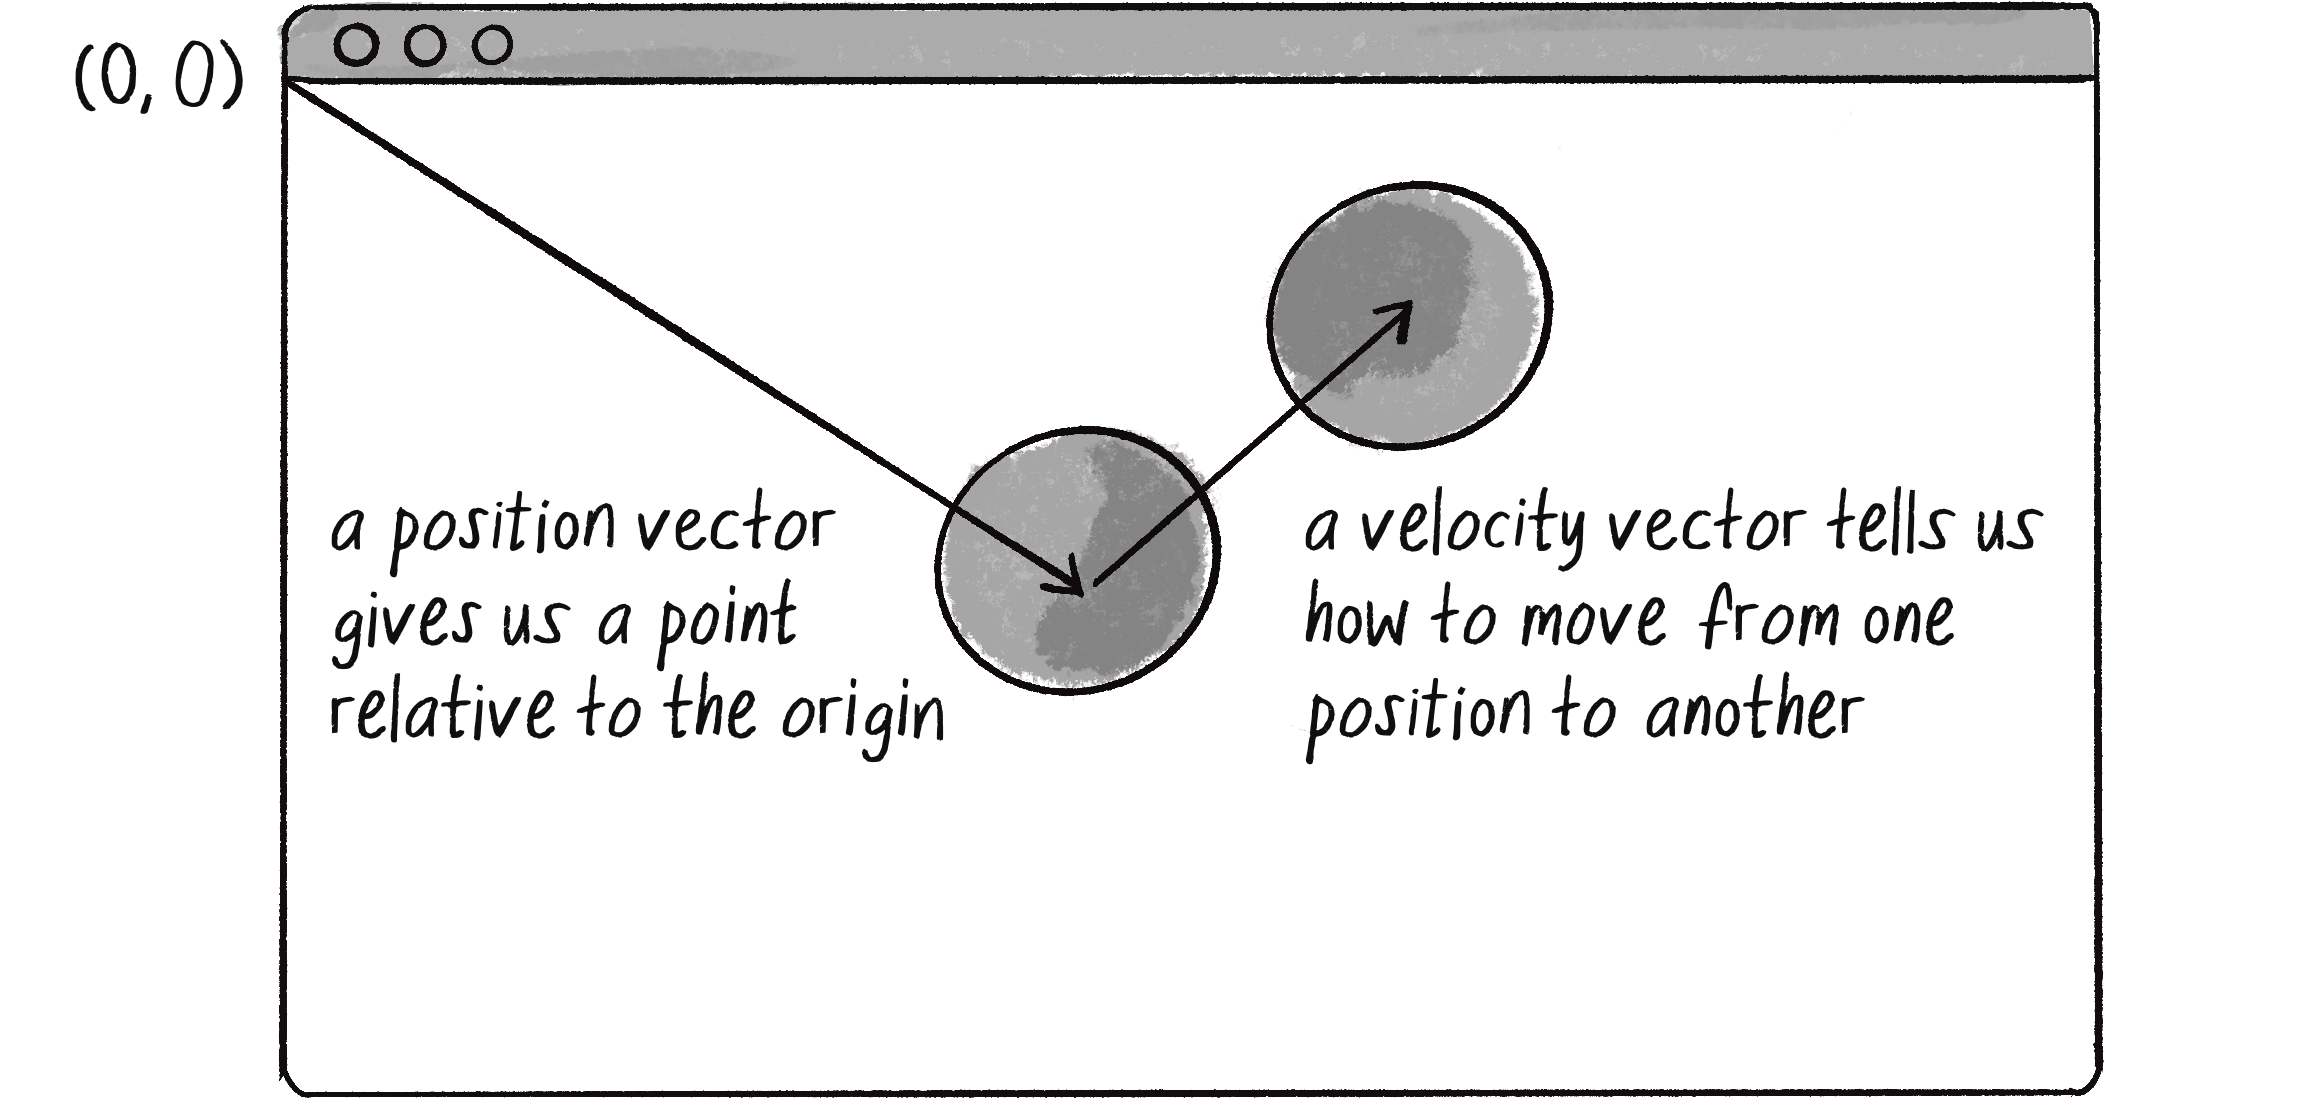 (0, 0)
a position vector
gives us a point
relative to the origin
a velocity vector tells us
how to move from one
position to another